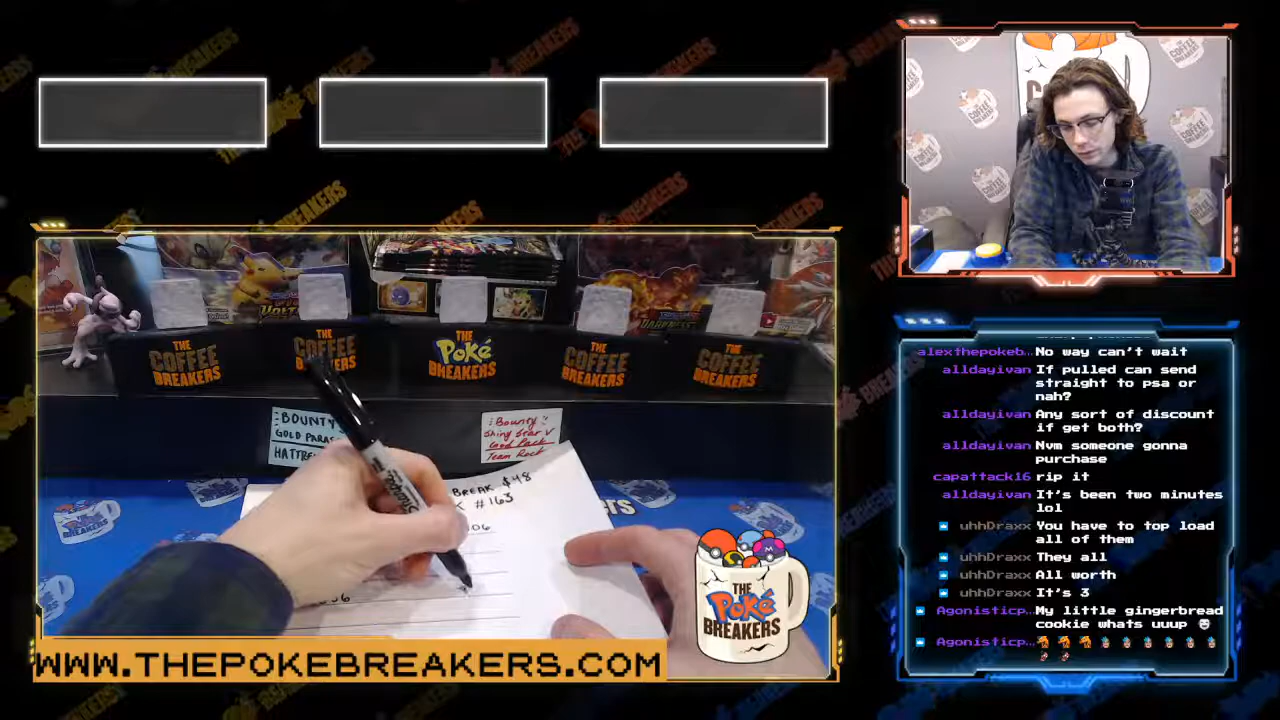 THE
COFFEE
BREAKERS
THE
COFFEE
BREAKERS
THE
Poké
BREAKERS
THE
COFFEE
BREAKERS
THE
COFFEE
BREAKERS
BOUNTY
GOLD
Bounty
Shiny Star V
Team Rock
BREAK $48
#163
THE
Poké
BREAKERS
WWW.THEPOKEBREAKERS.COM
alexthepokeb... No way can't wait
alldayivan If pulled can send
straight to psa or
nah?
alldayivan Any sort of discount
if get both?
alldayivan Nvm someone gonna
purchase
capattack16 rip it
alldayivan It's been two minutes
lol
uhhDraxx You have to top load
all of them
uhhDraxx They all
uhhDraxx All worth
uhhDraxx It's 3
Agonisticp... My little gingerbread
cookie whats uuup
Agonisticp...